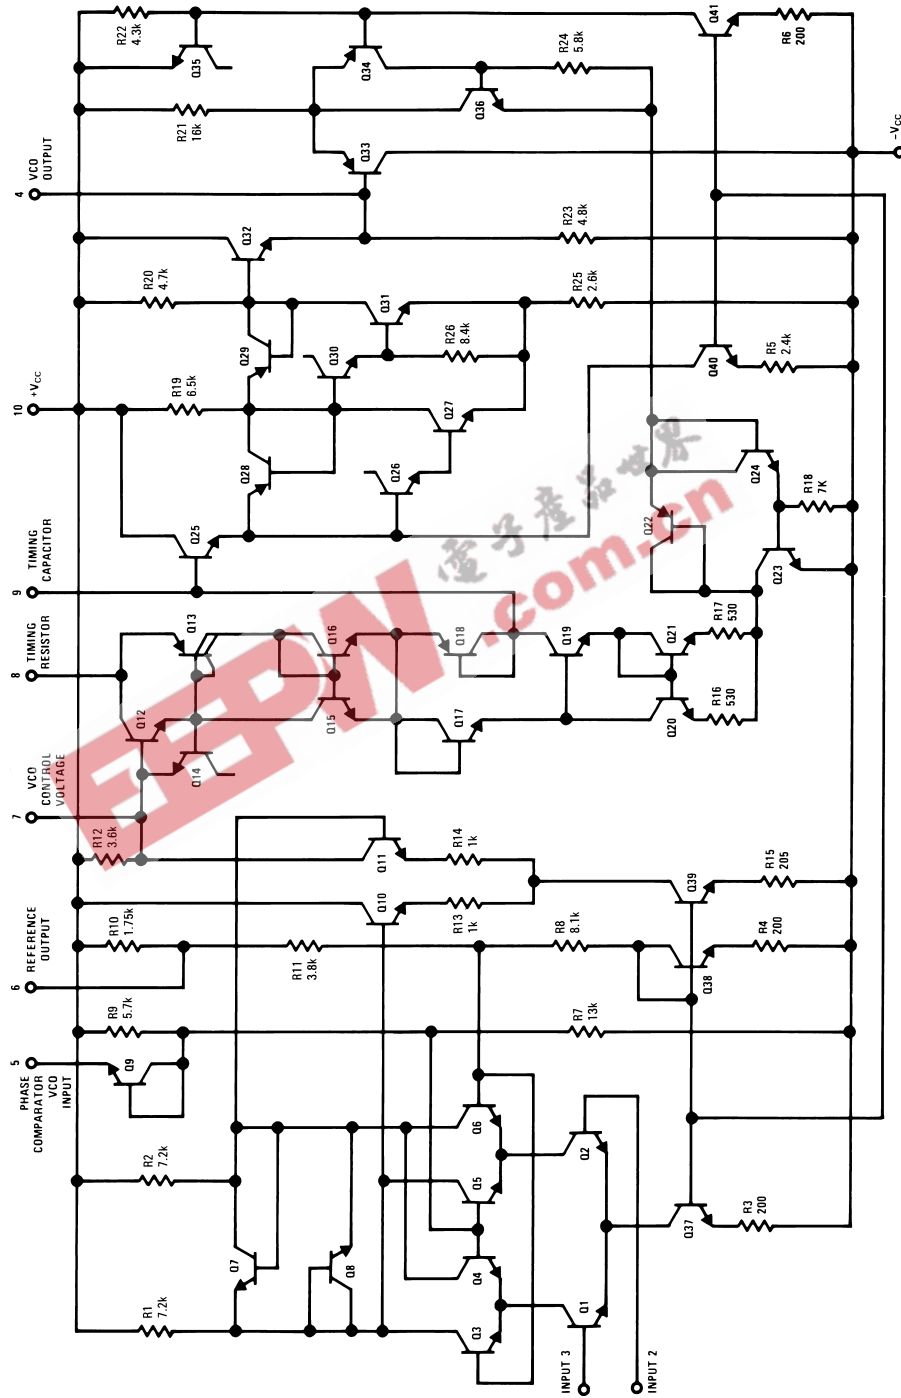 PHASE
COMPARATOR
VCO
INPUT
5
REFERENCE
OUTPUT
6
VCO
CONTROL
VOLTAGE
7
TIMING
RESISTOR
8
TIMING
CAPACITOR
9
+VCC
10
VCO
OUTPUT
4
R1
7.2k
R2
7.2k
Q9
R9
5.7k
R10
1.75k
R12
3.6k
Q12
Q14
Q13
Q25
R19
6.5k
R20
4.7k
Q32
R21
16k
Q35
R22
4.3k
Q7
Q8
R11
3.8k
Q10
Q11
Q15
Q16
Q28
Q29
Q30
Q31
Q26
Q33
Q34
Q3
Q4
Q5
Q6
R13
1k
R14
1k
Q17
Q18
Q27
R26
8.4k
Q36
R24
5.8k
Q1
Q2
R8
8.1k
R7
13k
Q19
Q20
Q21
R25
2.6k
R23
4.8k
INPUT 3
INPUT 2
Q37
Q38
Q39
R16
530
R17
530
Q22
Q23
Q24
Q40
Q41
R3
200
R4
200
R15
205
R18
7K
R5
2.4k
R6
200
−VCC
EEPW
電子產品世界
.com.cn